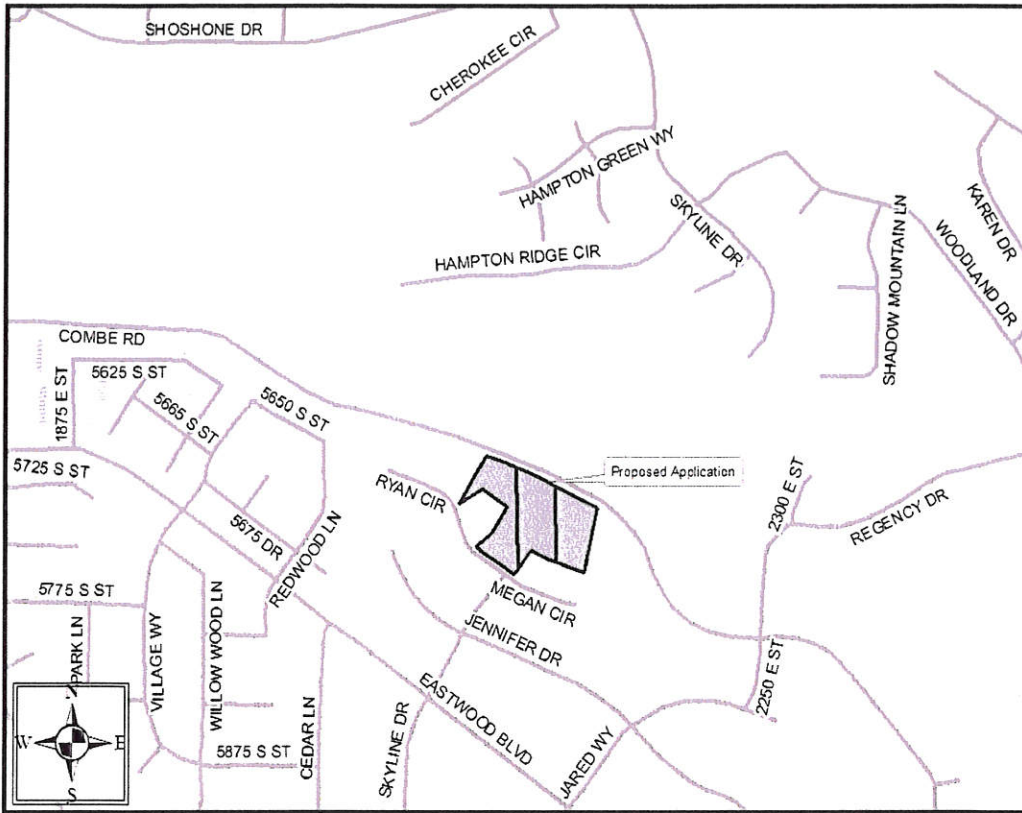 SHOSHONE DR
CHEROKEE CIR
HAMPTON GREEN WY
KAREN DR
SKYLINE DR
HAMPTON RIDGE CIR
SHADOW MOUNTAIN LN
WOODLAND DR
COMBE RD
5625 S ST
1875 E ST
5665 S ST
5650 S ST
5725 S ST
RYAN CIR
Proposed Application
2300 E ST
REGENCY DR
5675 DR
REDWOOD LN
5775 S ST
MEGAN CIR
PARK LN
VILLAGE WY
WILLOW WOOD LN
JENNIFER DR
2250 E ST
EASTWOOD BLVD
CEDAR LN
SKYLINE DR
JARED WY
5875 S ST
N
W
E
S